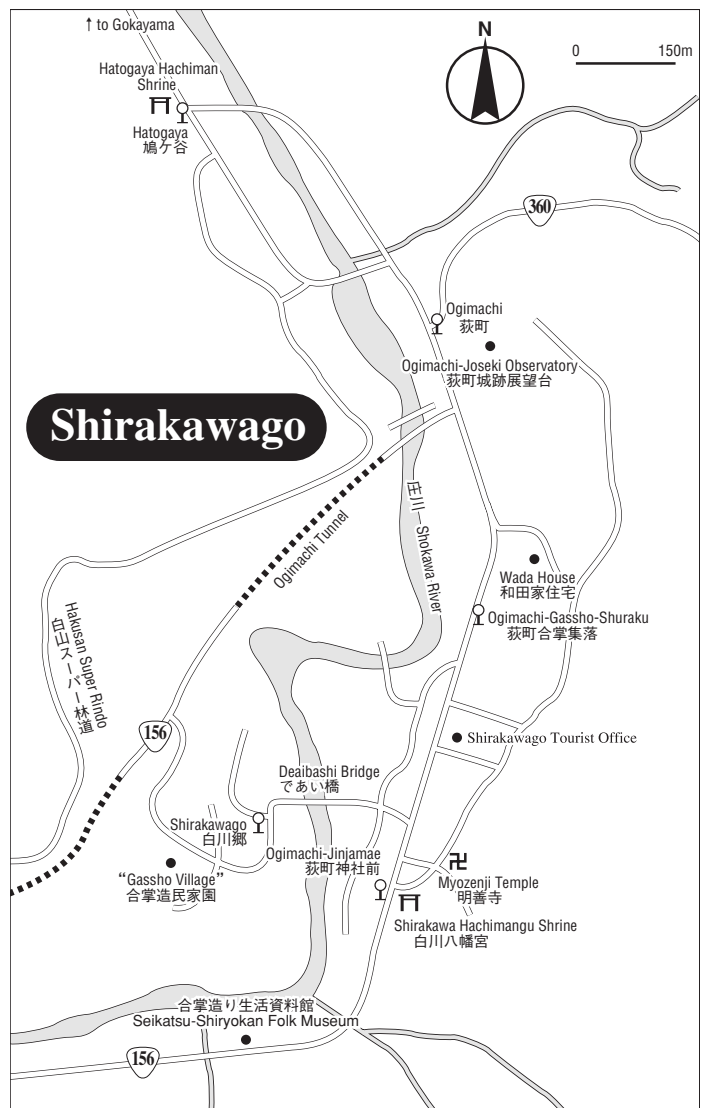 ↑ to Gokayama
N
0 150m
Hatogaya Hachiman
Shrine
Hatogaya
鳩ケ谷
360
Ogimachi
荻町
Ogimachi-Joseki Observatory
荻町城跡展望台
Shirakawago
庄川 Shokawa River
Ogimachi Tunnel
Wada House
和田家住宅
Ogimachi-Gassho-Shuraku
荻町合掌集落
Hakusan Super Rindo
白山スーパー林道
156
Shirakawago Tourist Office
Deaibashi Bridge
であい橋
Shirakawago
白川郷
Ogimachi-Jinjamae
荻町神社前
“Gassho Village”
合掌造民家園
卍
Myozenji Temple
明善寺
Shirakawa Hachimangu Shrine
白川八幡宮
合掌造り生活資料館
Seikatsu-Shiryokan Folk Museum
156